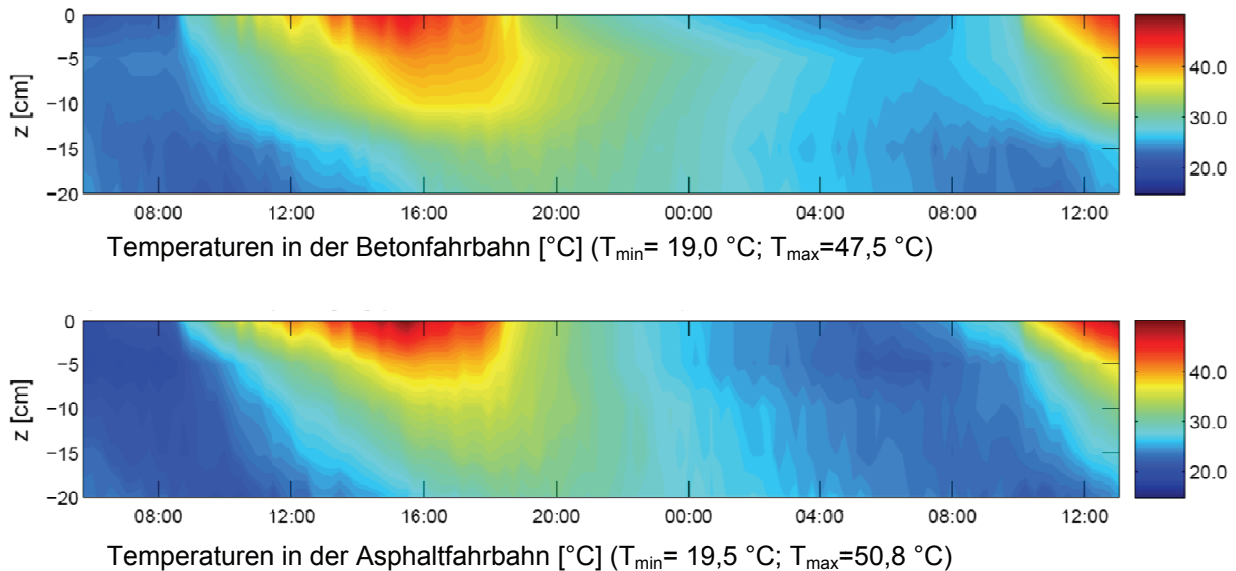 0
−5
−10
−15
−20
z [cm]
08:00 12:00 16:00 20:00 00:00 04:00 08:00 12:00
40.0
30.0
20.0
Temperaturen in der Betonfahrbahn [°C] (Tmin= 19,0 °C; Tmax=47,5 °C)
0
−5
−10
−15
−20
z [cm]
08:00 12:00 16:00 20:00 00:00 04:00 08:00 12:00
40.0
30.0
20.0
Temperaturen in der Asphaltfahrbahn [°C] (Tmin= 19,5 °C; Tmax=50,8 °C)